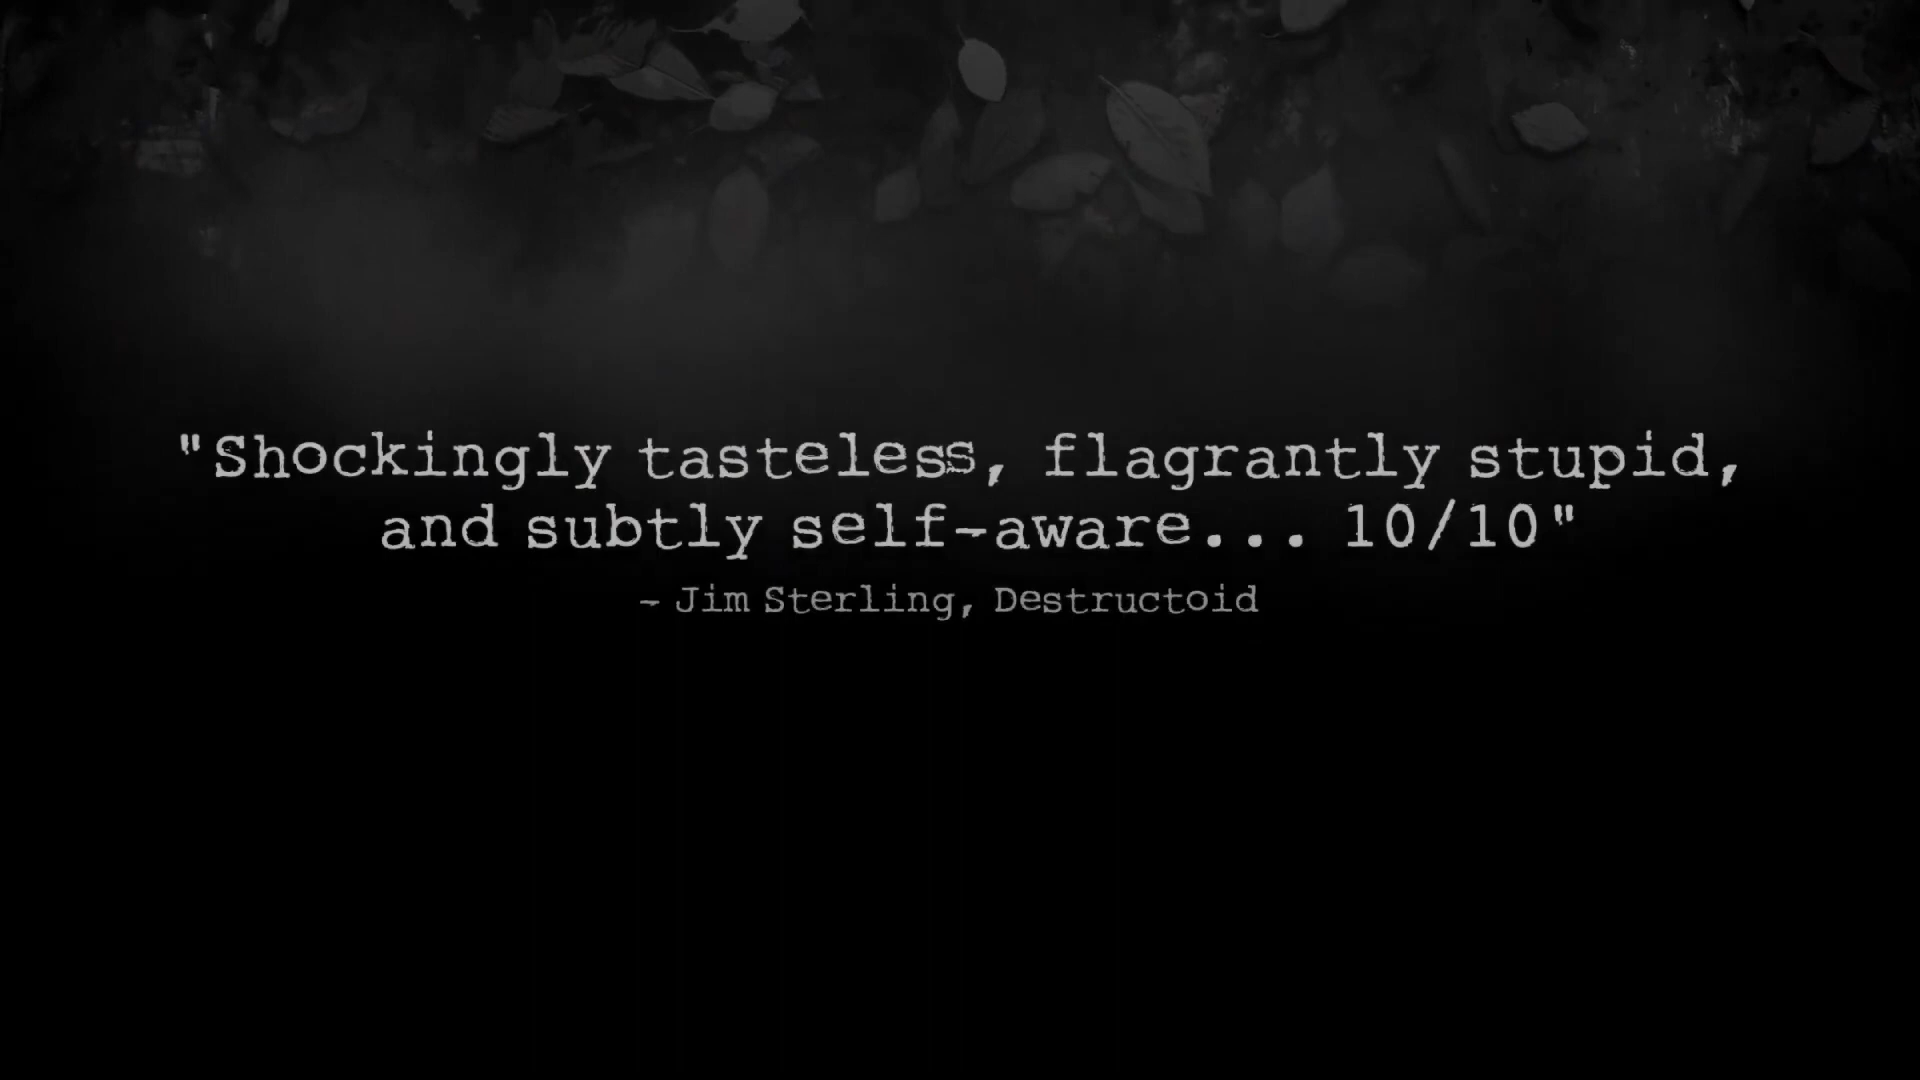 "Shockingly tasteless, flagrantly stupid,
and subtly self-aware... 10/10"
- Jim Sterling, Destructoid